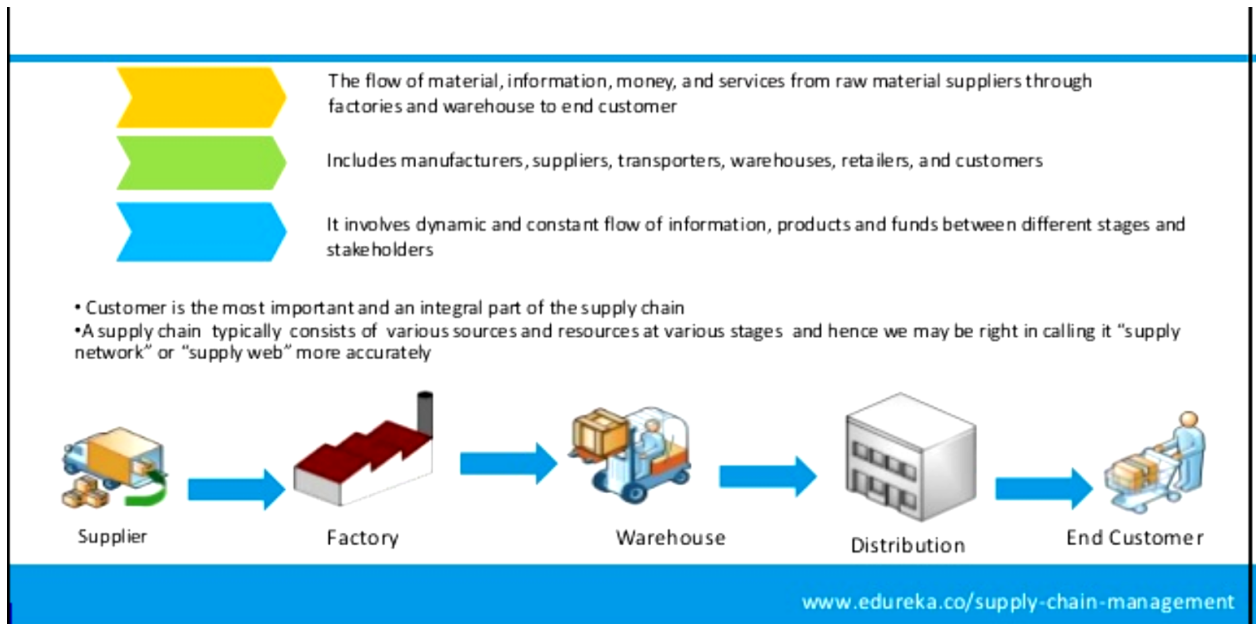 The flow of material, information, money, and services from raw material suppliers through
factories and warehouse to end customer
Includes manufacturers, suppliers, transporters, warehouses, retailers, and customers
It involves dynamic and constant flow of information, products and funds between different stages and
stakeholders
• Customer is the most important and an integral part of the supply chain
•A supply chain typically consists of various sources and resources at various stages and hence we may be right in calling it “supply
network” or “supply web” more accurately
Supplier
Factory
Warehouse
Distribution
End Customer
www.edureka.co/supply-chain-management